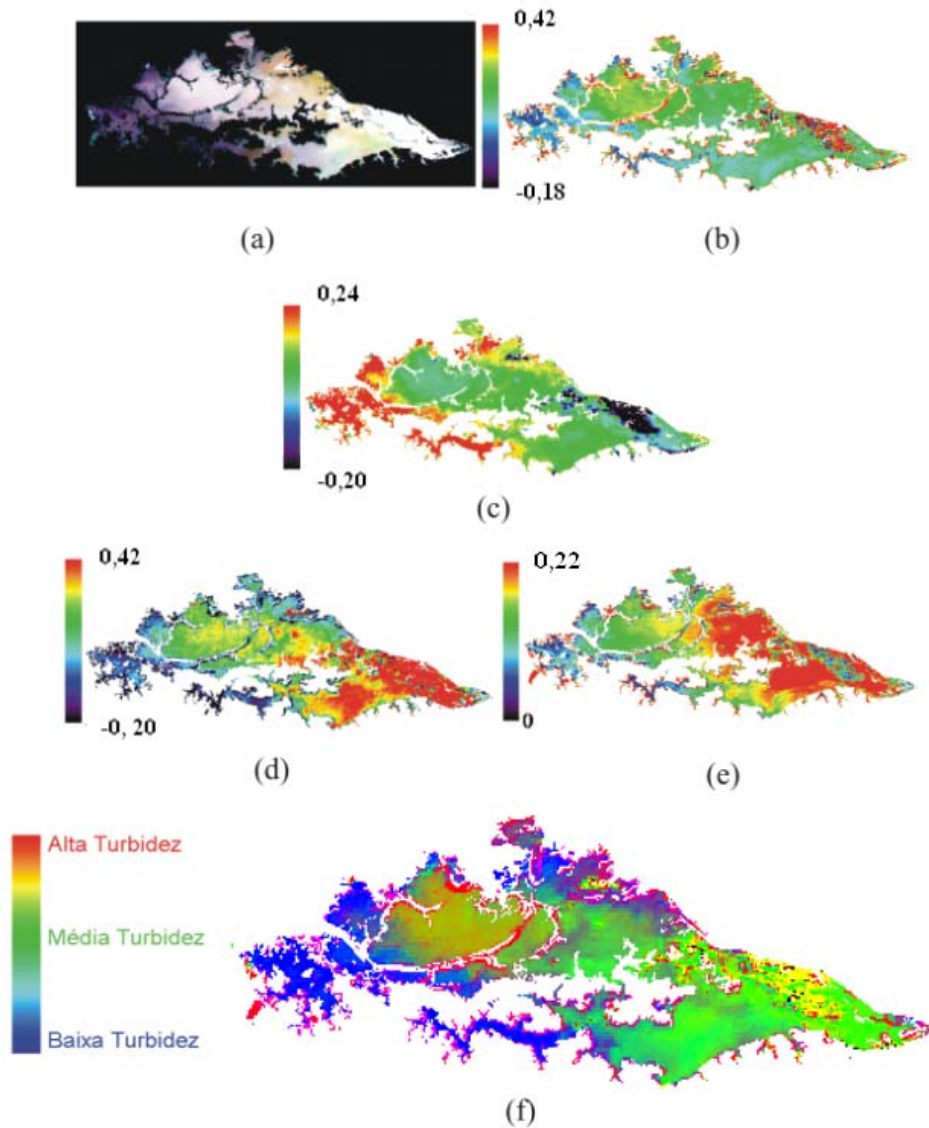 0,42
-0,18
(a)
(b)
0,24
-0,20
(c)
0,42
-0, 20
(d)
0,22
0
(e)
Alta Turbidez
Média Turbidez
Baixa Turbidez
(f)